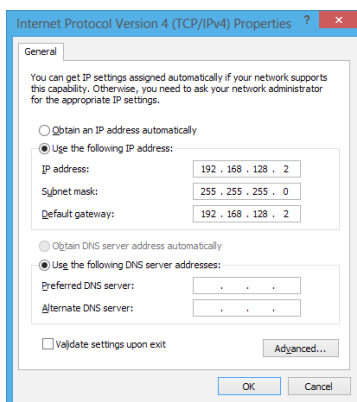 Internet Protocol Version 4 (TCP/IPv4) Properties ? ×
General
You can get IP settings assigned automatically if your network supports
this capability. Otherwise, you need to ask your network administrator
for the appropriate IP settings.
Obtain an IP address automatically
Use the following IP address:
IP address: 192 . 168 . 128 . 2
Subnet mask: 255 . 255 . 255 . 0
Default gateway: 192 . 168 . 128 . 2
Obtain DNS server address automatically
Use the following DNS server addresses:
Preferred DNS server: . . .
Alternate DNS server: . . .
Validate settings upon exit
Advanced...
OK Cancel